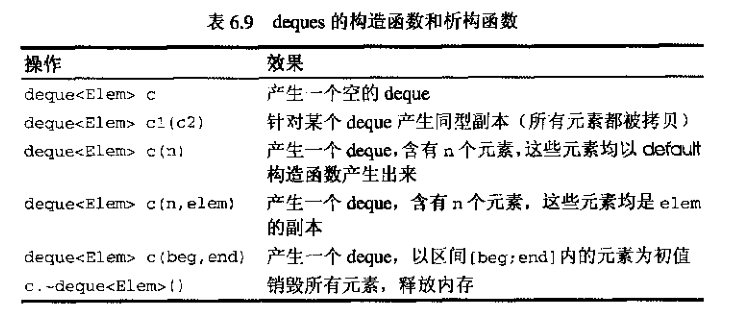 表 6.9 deques 的构造函数和析构函数
操作 效果
deque<Elem> c 产生一个空的 deque
deque<Elem> c1(c2) 针对某个 deque 产生同型副本（所有元素都被拷贝）
deque<Elem> c(n) 产生一个 deque,含有 n 个元素,这些元素均以 default
构造函数产生出来
deque<Elem> c(n,elem) 产生一个 deque，含有 n 个元素，这些元素均是 elem
的副本
deque<Elem> c(beg,end) 产生一个 deque，以区间[beg;end]内的元素为初值
c.~deque<Elem>() 销毁所有元素，释放内存